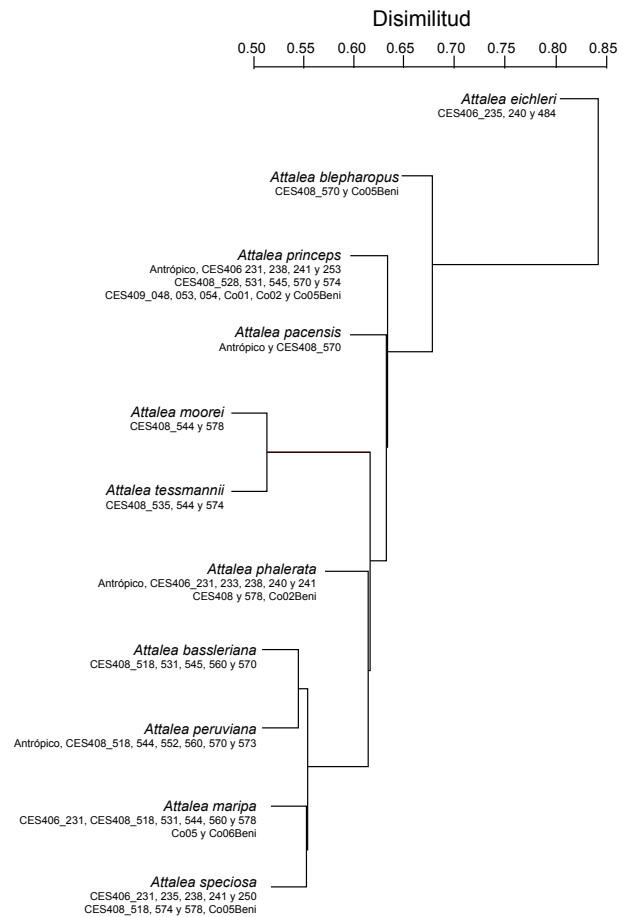 Disimilitud
0.50 0.55 0.60 0.65 0.70 0.75 0.80 0.85
Attalea eichleri
CES406_235, 240 y 484
Attalea blepharopus
CES408_570 y Co05Beni
Attalea princeps
Antrópico, CES406 231, 238, 241 y 253
CES408_528, 531, 545, 570 y 574
CES409_048, 053, 054, Co01, Co02 y Co05Beni
Attalea pacensis
Antrópico y CES408_570
Attalea moorei
CES408_544 y 578
Attalea tessmannii
CES408_535, 544 y 574
Attalea phalerata
Antrópico, CES406_231, 233, 238, 240 y 241
CES408 y 578, Co02Beni
Attalea bassleriana
CES408_518, 531, 545, 560 y 570
Attalea peruviana
Antrópico, CES408_518, 544, 552, 560, 570 y 573
Attalea maripa
CES406_231, CES408_518, 531, 544, 560 y 578
Co05 y Co06Beni
Attalea speciosa
CES406_231, 235, 238, 241 y 250
CES408_518, 574 y 578, Co05Beni